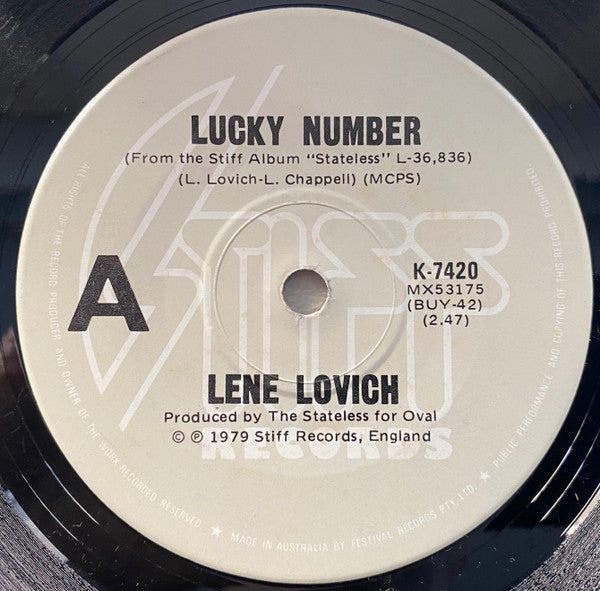 LUCKY NUMBER
(From the Stiff Album "Stateless" L-36,836)
(L. Lovich-L. Chappell) (MCPS)
STIFF
RECORDS
A
K-7420
MX53175
(BUY-42)
(2.47)
LENE LOVICH
Produced by The Stateless for Oval
© ℗ 1979 Stiff Records, England
ALL RIGHTS OF THE RECORD PRODUCER AND OWNER OF THE WORK RECORDED RESERVED. ★ MADE IN AUSTRALIA BY FESTIVAL RECORDS PTY. LTD. ★ PUBLIC PERFORMANCE AND COPYING OF THIS RECORD PROHIBITED.